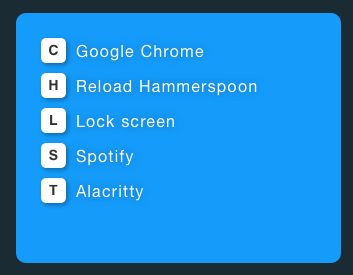 C Google Chrome
H Reload Hammerspoon
L Lock screen
S Spotify
T Alacritty